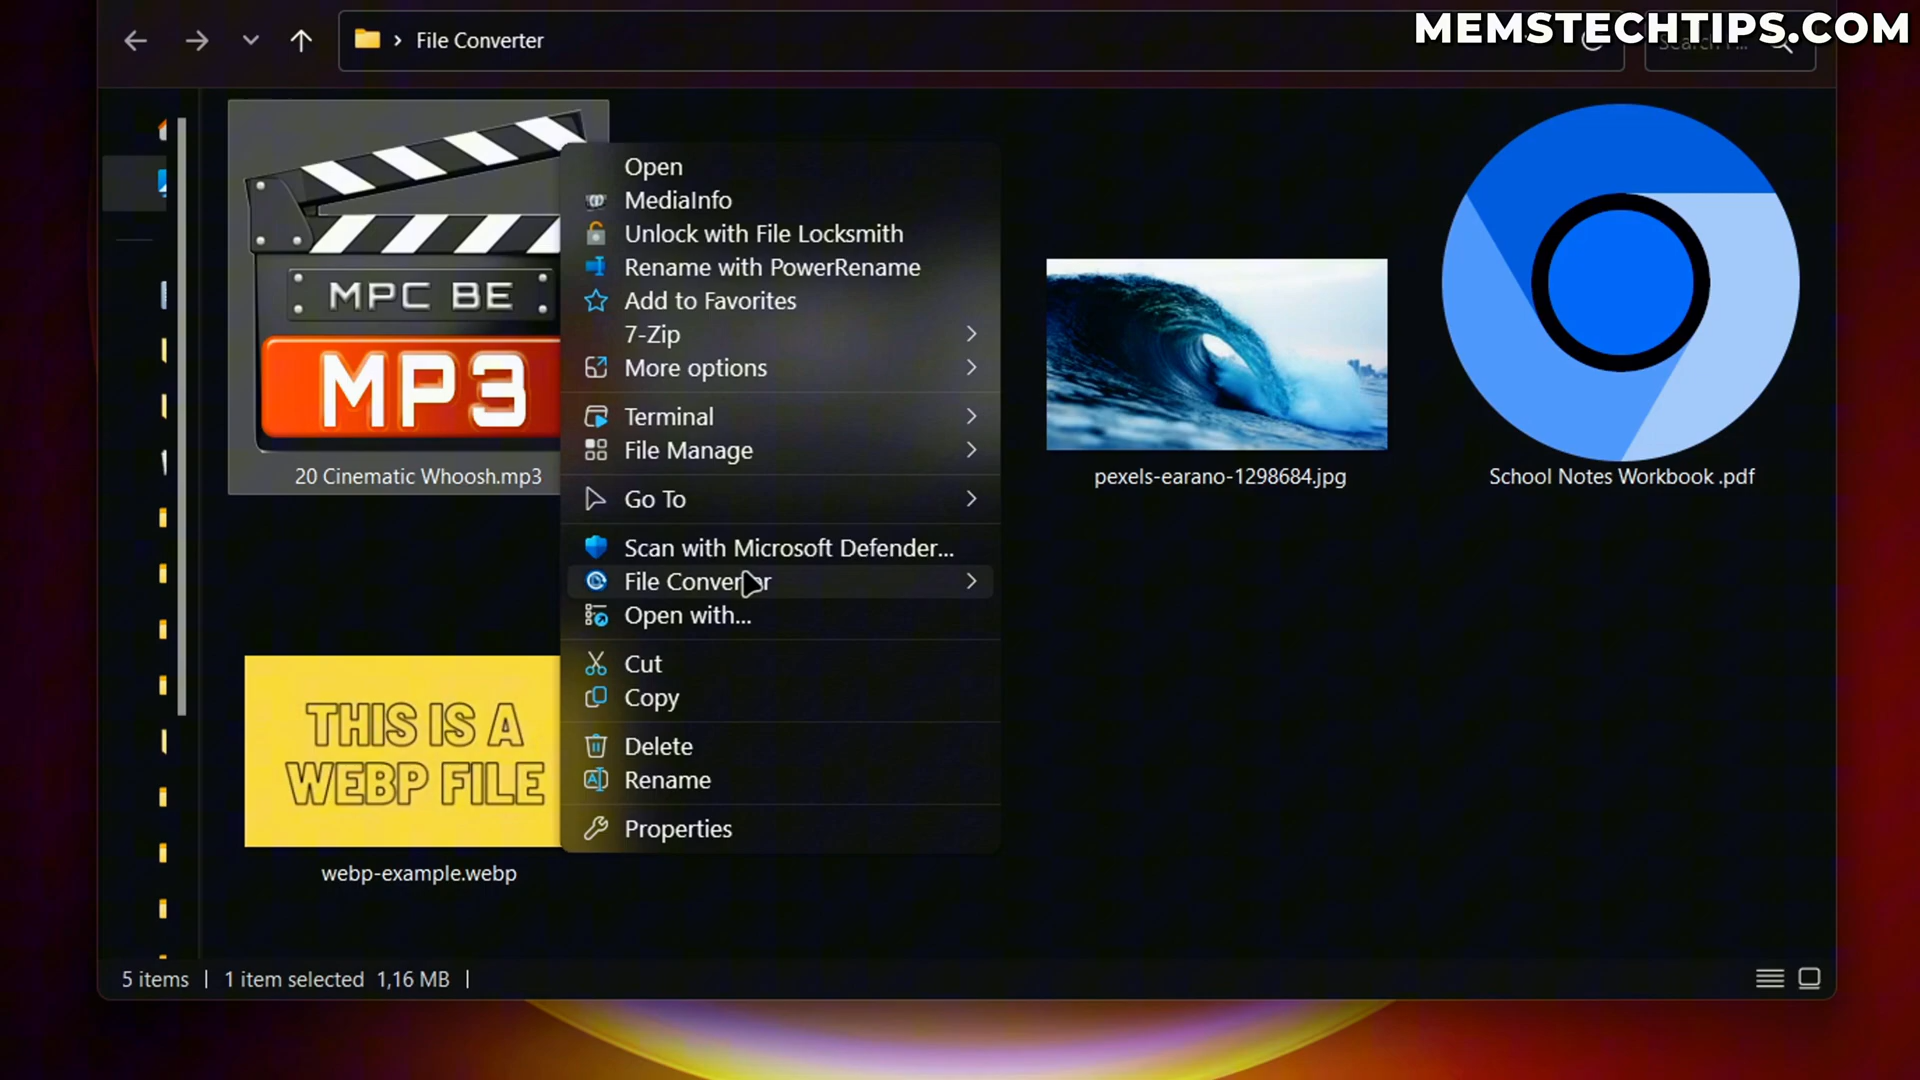 MEMSTECHTIPS.COM
File Converter
MPC BE
MP3
20 Cinematic Whoosh.mp3
Open
MediaInfo
Unlock with File Locksmith
Rename with PowerRename
Add to Favorites
7-Zip
More options
Terminal
File Manage
Go To
Scan with Microsoft Defender...
File Converter
Open with...
Cut
Copy
Delete
Rename
Properties
pexels-earano-1298684.jpg
School Notes Workbook .pdf
THIS IS A
WEBP FILE
webp-example.webp
5 items
1 item selected 1,16 MB